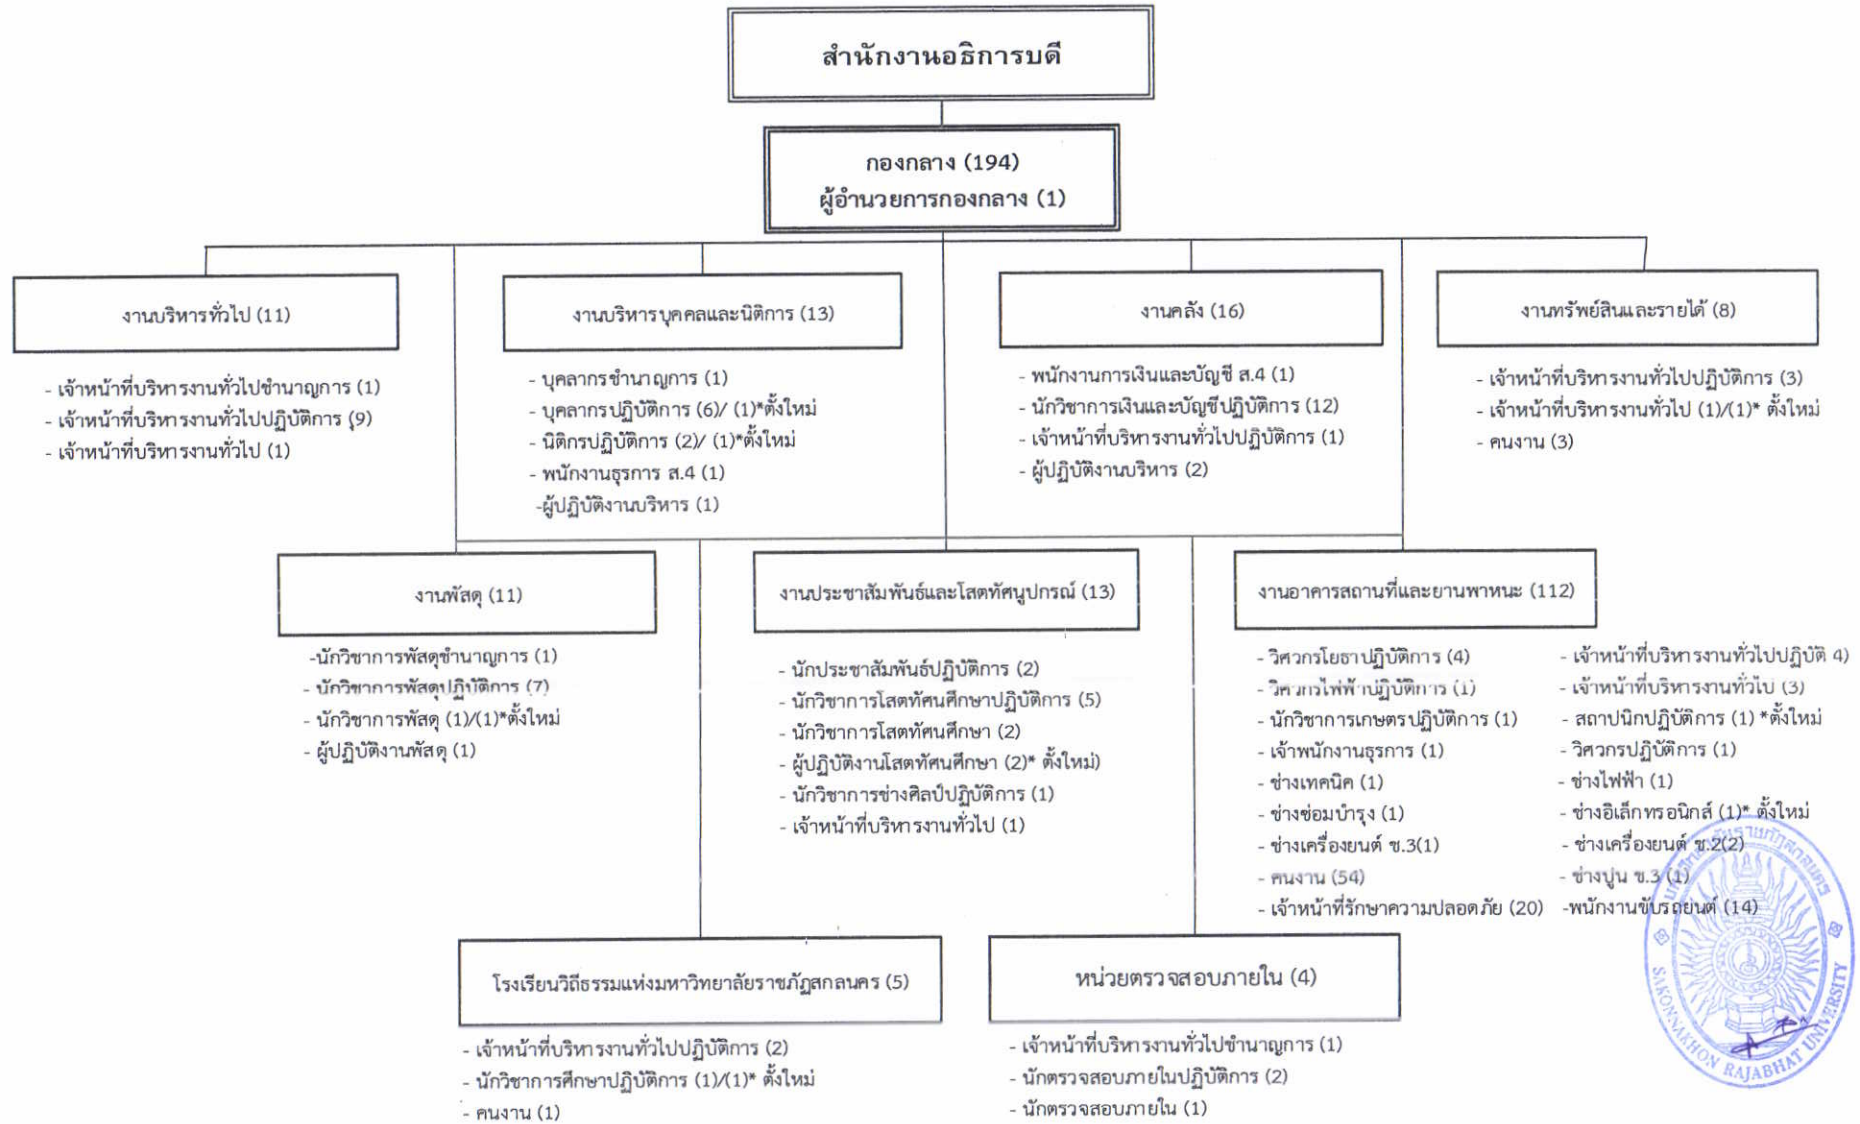 สำนักงานอธิการบดี
กองกลาง (194)
ผู้อำนวยการกองกลาง (1)
งานบริหารทั่วไป (11)
- เจ้าหน้าที่บริหารงานทั่วไปชำนาญการ (1)
- เจ้าหน้าที่บริหารงานทั่วไปปฏิบัติการ (9)
- เจ้าหน้าที่บริหารงานทั่วไป (1)
งานบริหารบุคคลและนิติการ (13)
- บุคลากรชำนาญการ (1)
- บุคลากรปฏิบัติการ (6)/ (1)*ตั้งใหม่
- นิติกรปฏิบัติการ (2)/ (1)*ตั้งใหม่
- พนักงานธุรการ ส.4 (1)
-ผู้ปฏิบัติงานบริหาร (1)
งานคลัง (16)
- พนักงานการเงินและบัญชี ส.4 (1)
- นักวิชาการเงินและบัญชีปฏิบัติการ (12)
- เจ้าหน้าที่บริหารงานทั่วไปปฏิบัติการ (1)
- ผู้ปฏิบัติงานบริหาร (2)
งานทรัพย์สินและรายได้ (8)
- เจ้าหน้าที่บริหารงานทั่วไปปฏิบัติการ (3)
- เจ้าหน้าที่บริหารงานทั่วไป (1)/(1)* ตั้งใหม่
- คนงาน (3)
งานพัสดุ (11)
-นักวิชาการพัสดุชำนาญการ (1)
- นักวิชาการพัสดุปฏิบัติการ (7)
- นักวิชาการพัสดุ (1)/(1)*ตั้งใหม่
- ผู้ปฏิบัติงานพัสดุ (1)
งานประชาสัมพันธ์และโสตทัศนูปกรณ์ (13)
- นักประชาสัมพันธ์ปฏิบัติการ (2)
- นักวิชาการโสตทัศนศึกษาปฏิบัติการ (5)
- นักวิชาการโสตทัศนศึกษา (2)
- ผู้ปฏิบัติงานโสตทัศนศึกษา (2)* ตั้งใหม่)
- นักวิชาการช่างศิลป์ปฏิบัติการ (1)
- เจ้าหน้าที่บริหารงานทั่วไป (1)
งานอาคารสถานที่และยานพาหนะ (112)
- วิศวกรโยธาปฏิบัติการ (4)
- วิศวกรไฟฟ้าปฏิบัติการ (1)
- นักวิชาการเกษตรปฏิบัติการ (1)
- เจ้าพนักงานธุรการ (1)
- ช่างเทคนิค (1)
- ช่างซ่อมบำรุง (1)
- ช่างเครื่องยนต์ ช.3(1)
- คนงาน (54)
- เจ้าหน้าที่รักษาความปลอดภัย (20)
- เจ้าหน้าที่บริหารงานทั่วไปปฏิบัติ 4)
- เจ้าหน้าที่บริหารงานทั่วไป (3)
- สถาปนิกปฏิบัติการ (1) *ตั้งใหม่
- วิศวกรปฏิบัติการ (1)
- ช่างไฟฟ้า (1)
- ช่างอิเล็กทรอนิกส์ (1)* ตั้งใหม่
- ช่างเครื่องยนต์ ช.2(2)
- ช่างปูน ช.3 (1)
-พนักงานขับรถยนต์ (14)
โรงเรียนวิถีธรรมแห่งมหาวิทยาลัยราชภัฏสกลนคร (5)
- เจ้าหน้าที่บริหารงานทั่วไปปฏิบัติการ (2)
- นักวิชาการศึกษาปฏิบัติการ (1)/(1)* ตั้งใหม่
- คนงาน (1)
หน่วยตรวจสอบภายใน (4)
- เจ้าหน้าที่บริหารงานทั่วไปชำนาญการ (1)
- นักตรวจสอบภายในปฏิบัติการ (2)
- นักตรวจสอบภายใน (1)
มหาวิทยาลัยราชภัฏสกลนคร
SAKONNAKHON RAJABHAT UNIVERSITY